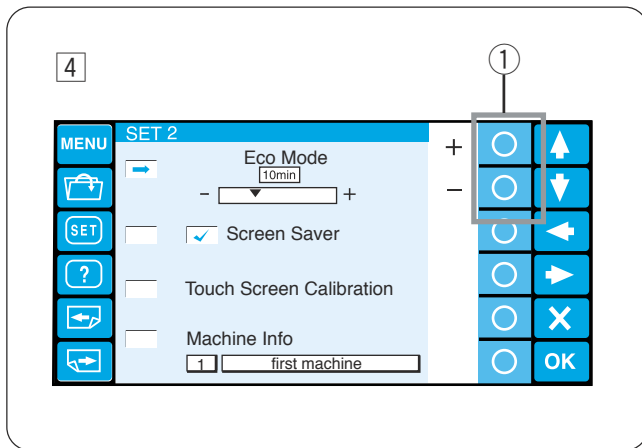 4
1
MENU
SET 2
Eco Mode
10min
- +
+
-
SET
Screen Saver
?
Touch Screen Calibration
Machine Info
1 first machine
X
OK